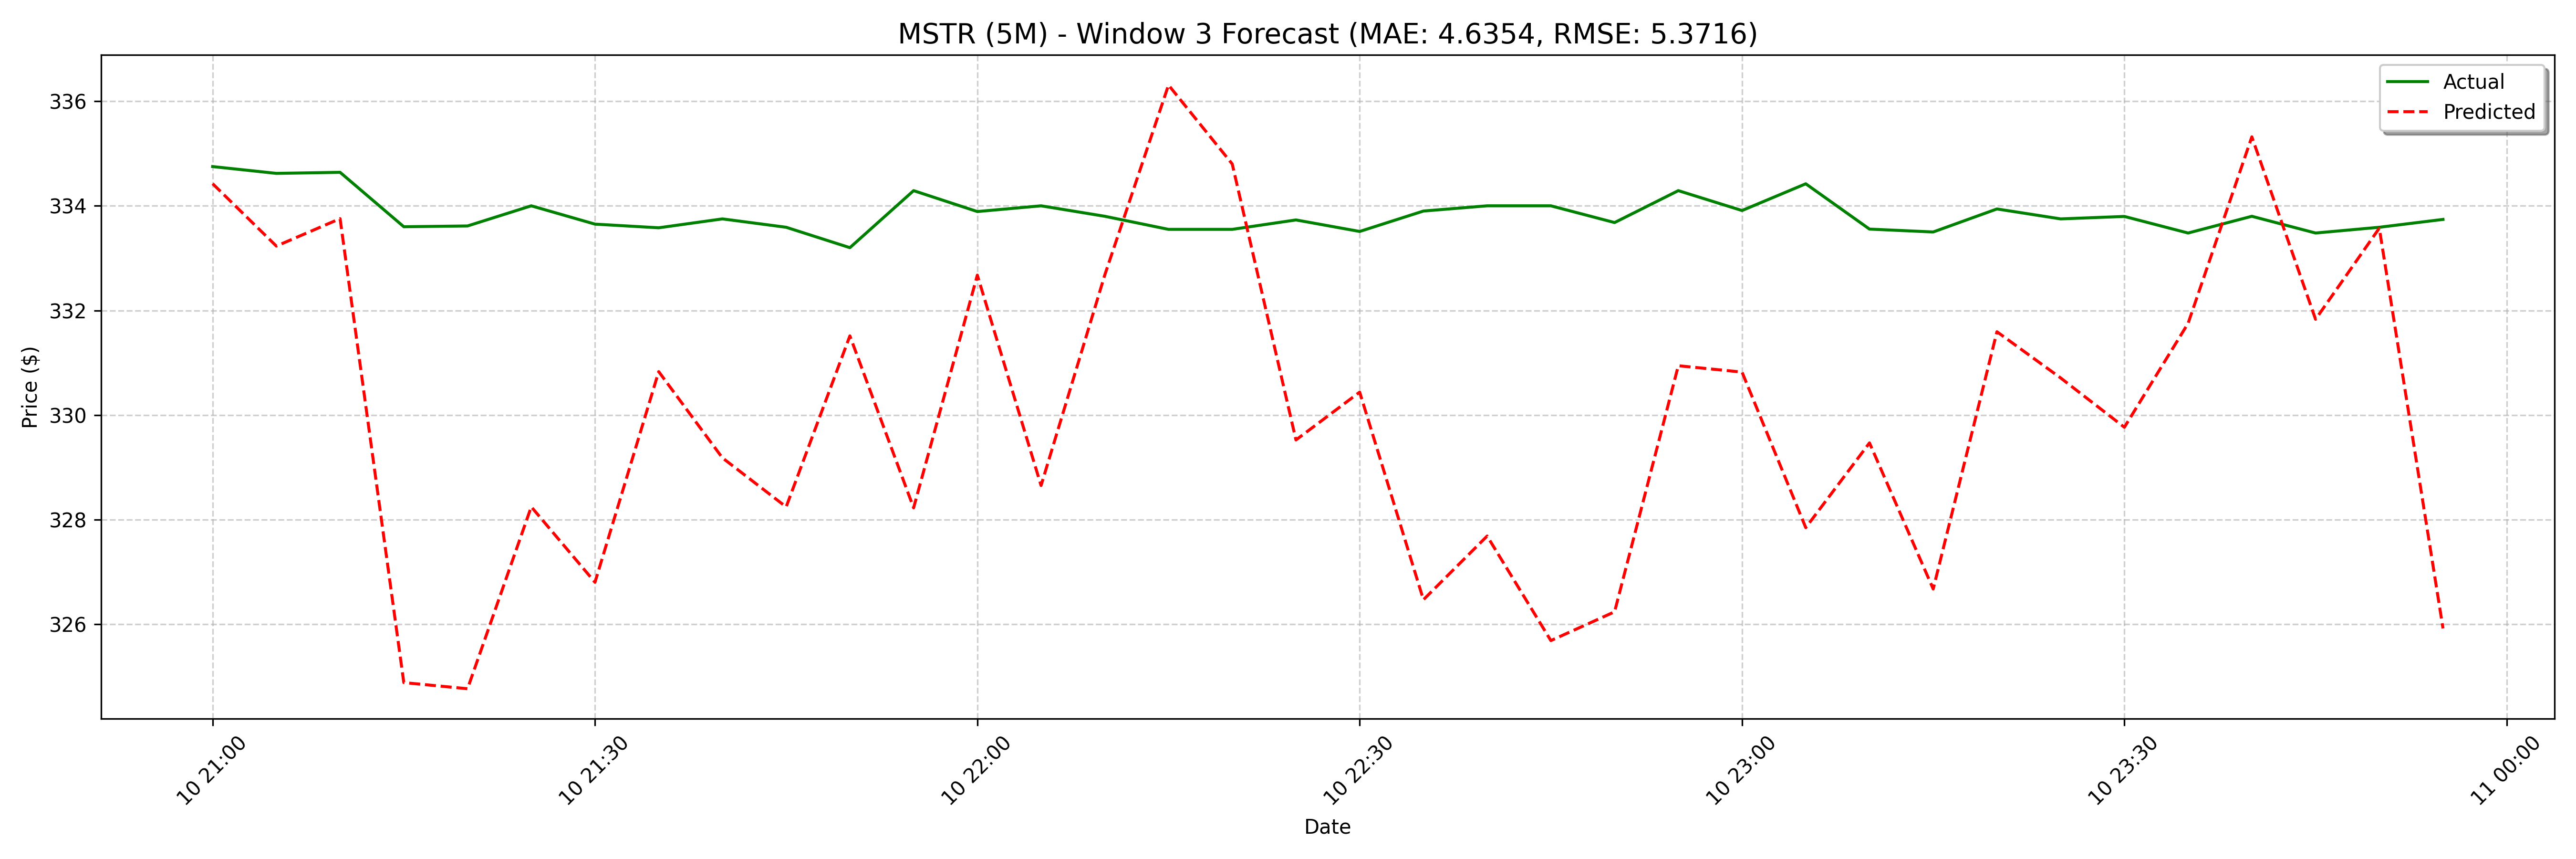 MSTR (5M) - Window 3 Forecast (MAE: 4.6354, RMSE: 5.3716)
Actual
Predicted
Price ($)
336
334
332
330
328
326
10 21:00
10 21:30
10 22:00
10 22:30
10 23:00
10 23:30
11 00:00
Date